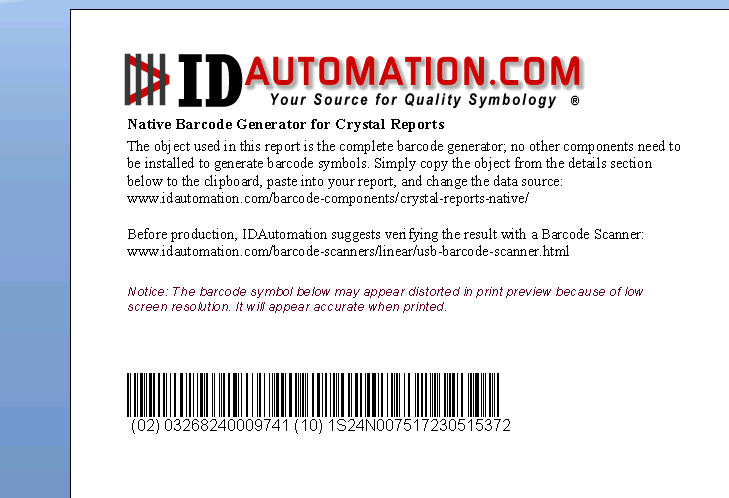 IDAUTOMATION.COM
Your Source for Quality Symbology ®
Native Barcode Generator for Crystal Reports
The object used in this report is the complete barcode generator; no other components need to
be installed to generate barcode symbols. Simply copy the object from the details section
below to the clipboard, paste into your report, and change the data source:
www.idautomation.com/barcode-components/crystal-reports-native/
Before production, IDAutomation suggests verifying the result with a Barcode Scanner:
www.idautomation.com/barcode-scanners/linear/usb-barcode-scanner.html
Notice: The barcode symbol below may appear distorted in print preview because of low
screen resolution. It will appear accurate when printed.
(02) 03268240009741 (10) 1S24N007517230515372